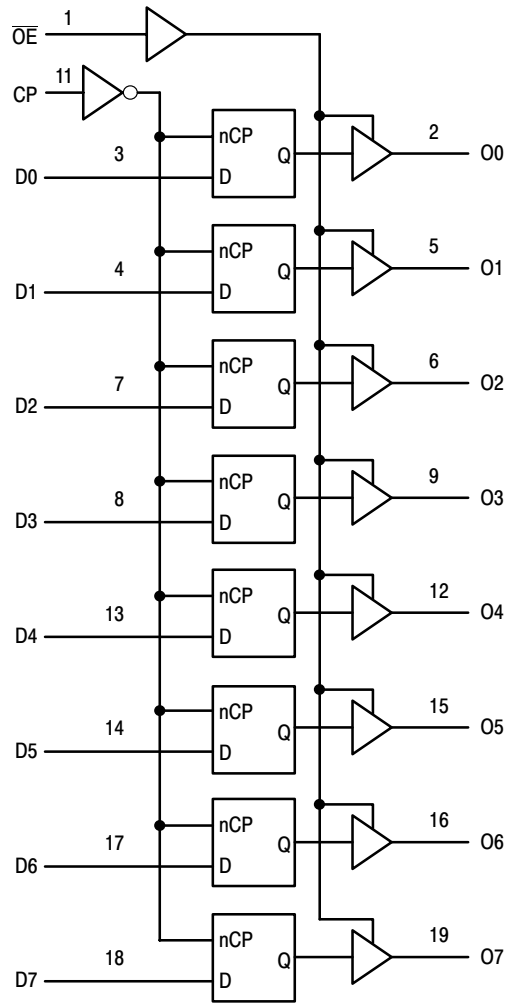 O̅E̅ 1
CP 11
nCP
D0 3 D Q 2 O0
nCP
D1 4 D Q 5 O1
nCP
D2 7 D Q 6 O2
nCP
D3 8 D Q 9 O3
nCP
D4 13 D Q 12 O4
nCP
D5 14 D Q 15 O5
nCP
D6 17 D Q 16 O6
nCP
D7 18 D Q 19 O7